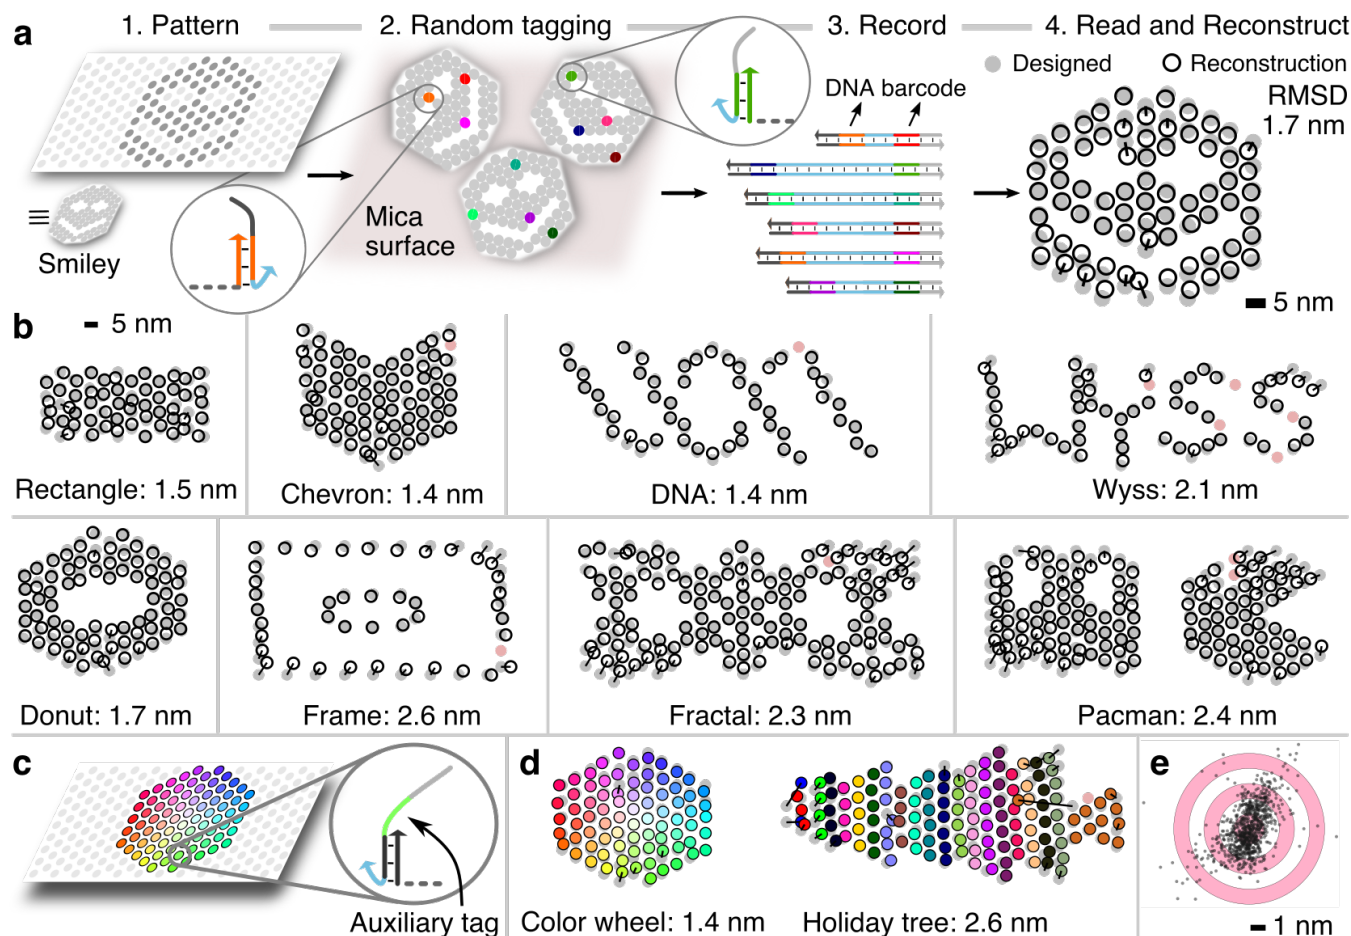 a
1. Pattern
2. Random tagging
3. Record
4. Read and Reconstruct
Designed
Reconstruction
RMSD
1.7 nm
DNA barcode
Mica
surface
≡
Smiley
5 nm
b
5 nm
Rectangle: 1.5 nm
Chevron: 1.4 nm
DNA: 1.4 nm
Wyss: 2.1 nm
Donut: 1.7 nm
Frame: 2.6 nm
Fractal: 2.3 nm
Pacman: 2.4 nm
c
Auxiliary tag
d
Color wheel: 1.4 nm
Holiday tree: 2.6 nm
e
1 nm